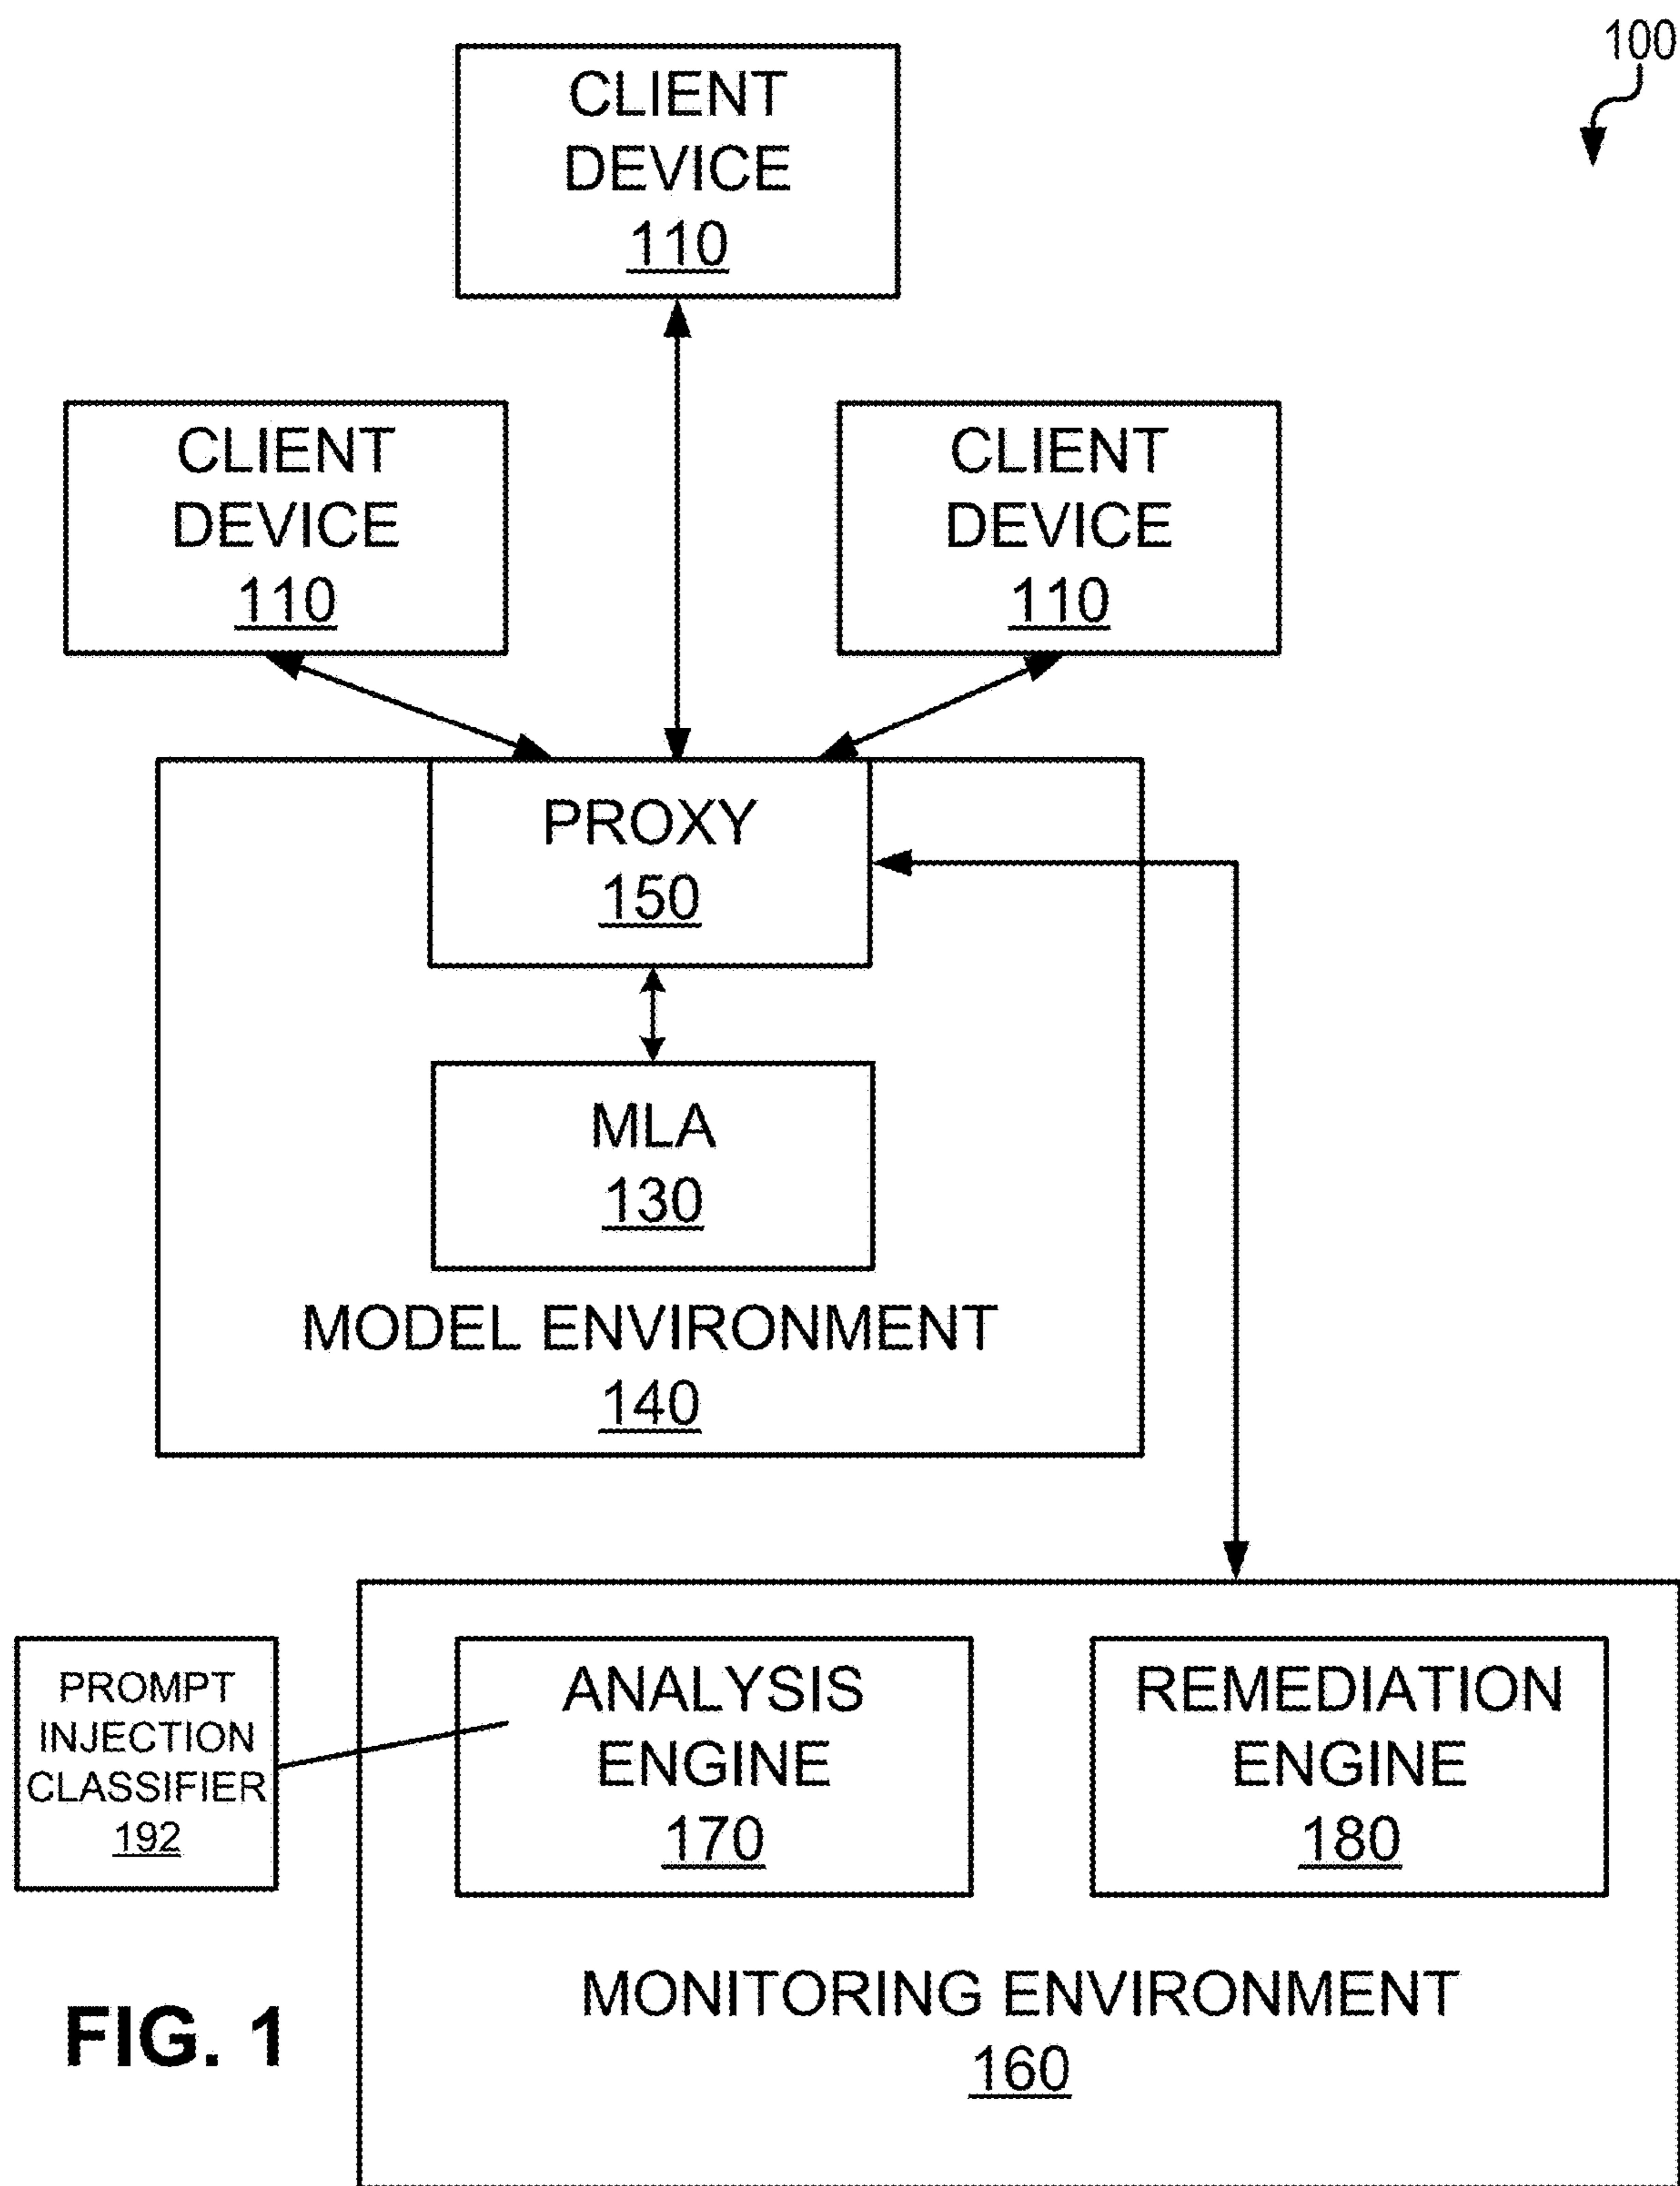 100
CLIENT
DEVICE
110
CLIENT
DEVICE
110
CLIENT
DEVICE
110
PROXY
150
MLA
130
MODEL ENVIRONMENT
140
PROMPT
INJECTION
CLASSIFIER
192
ANALYSIS
ENGINE
170
REMEDIATION
ENGINE
180
MONITORING ENVIRONMENT
160
FIG. 1